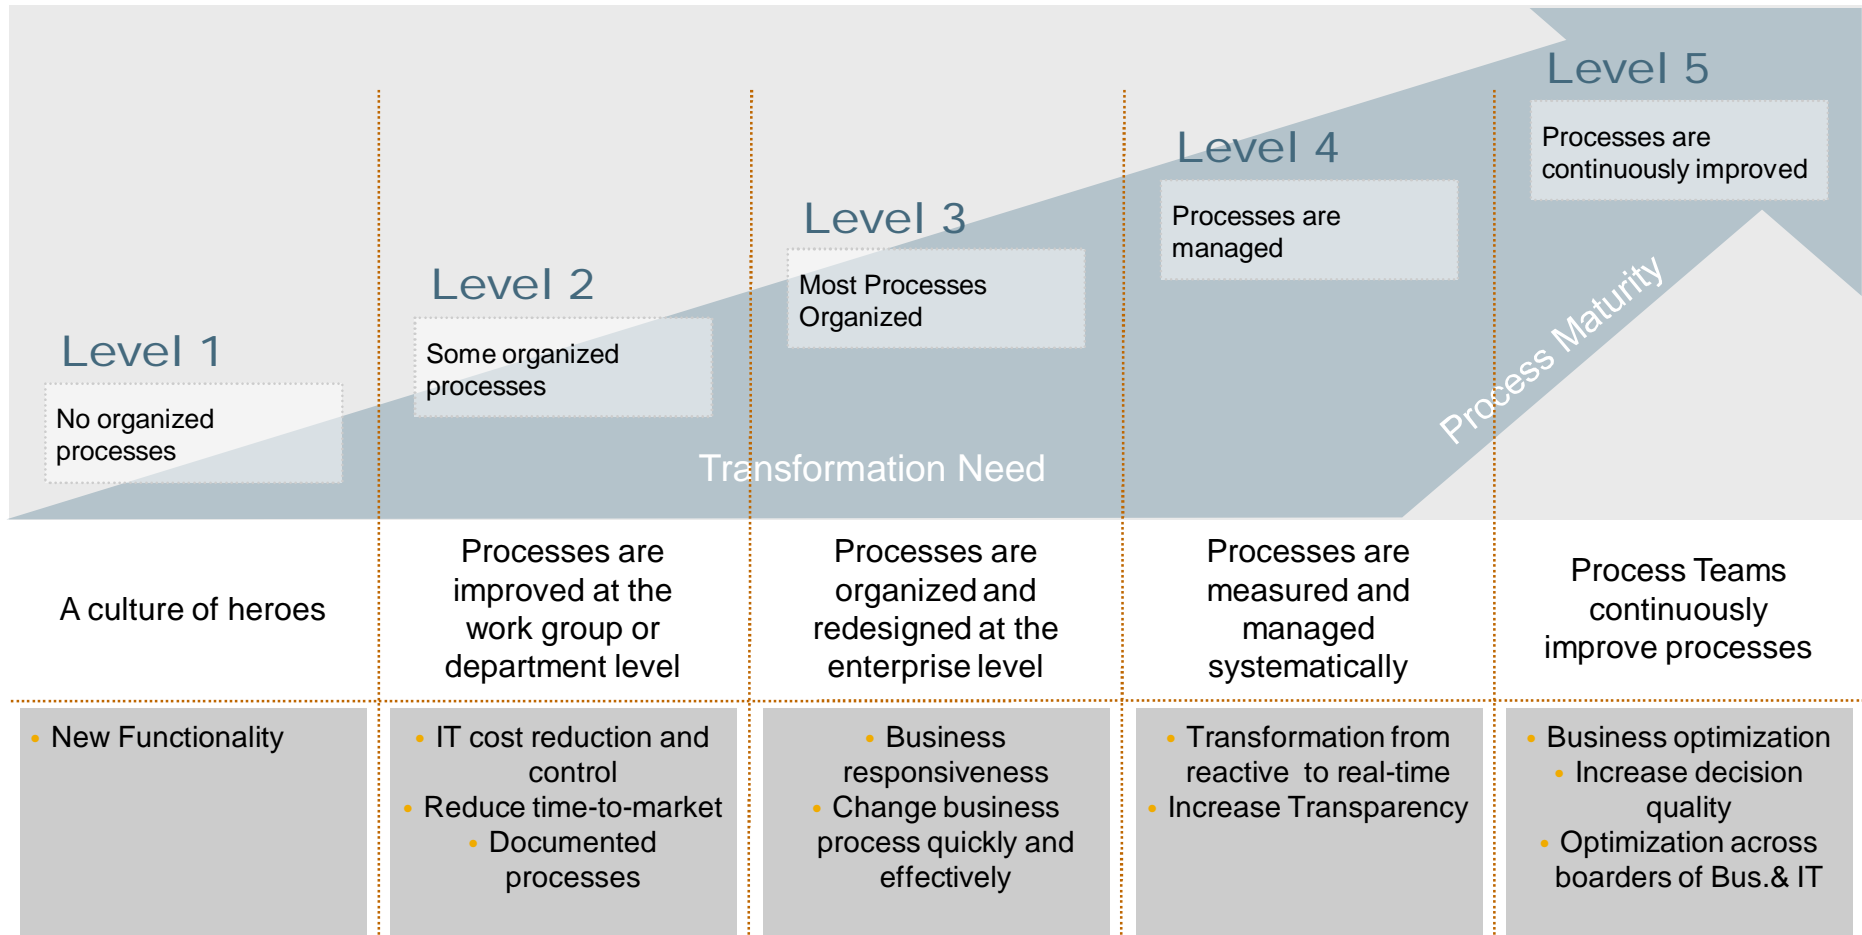 Level 1
No organized
processes
Level 2
Some organized
processes
Level 3
Most Processes
Organized
Level 4
Processes are
managed
Level 5
Processes are
continuously improved
Transformation Need
Process Maturity
A culture of heroes
Processes are
improved at the
work group or
department level
Processes are
organized and
redesigned at the
enterprise level
Processes are
measured and
managed
systematically
Process Teams
continuously
improve processes
• New Functionality
• IT cost reduction and
control
• Reduce time-to-market
• Documented
processes
• Business
responsiveness
• Change business
process quickly and
effectively
• Transformation from
reactive to real-time
• Increase Transparency
• Business optimization
• Increase decision
quality
• Optimization across
boarders of Bus.& IT